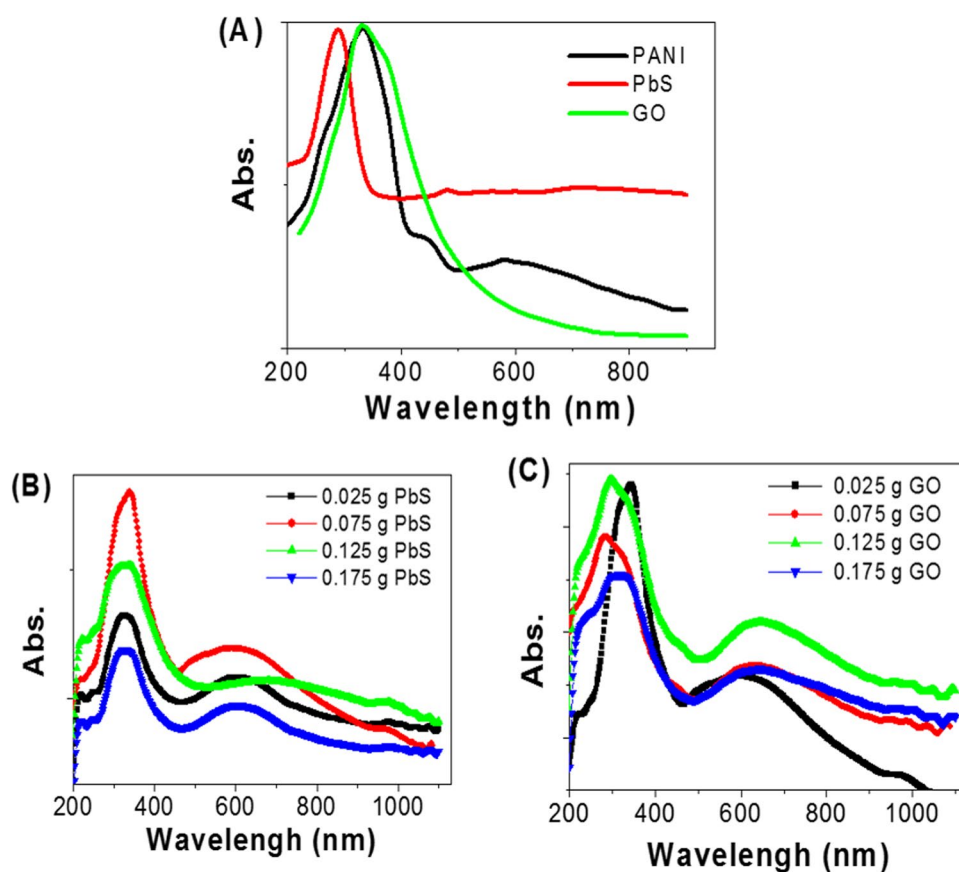 (A)
PANI
PbS
GO
Abs.
200 400 600 800
Wavelength (nm)
(B)
0.025 g PbS
0.075 g PbS
0.125 g PbS
0.175 g PbS
Abs.
200 400 600 800 1000
Wavelengh (nm)
(C)
0.025 g GO
0.075 g GO
0.125 g GO
0.175 g GO
Abs.
200 400 600 800 1000
Wavelengh (nm)